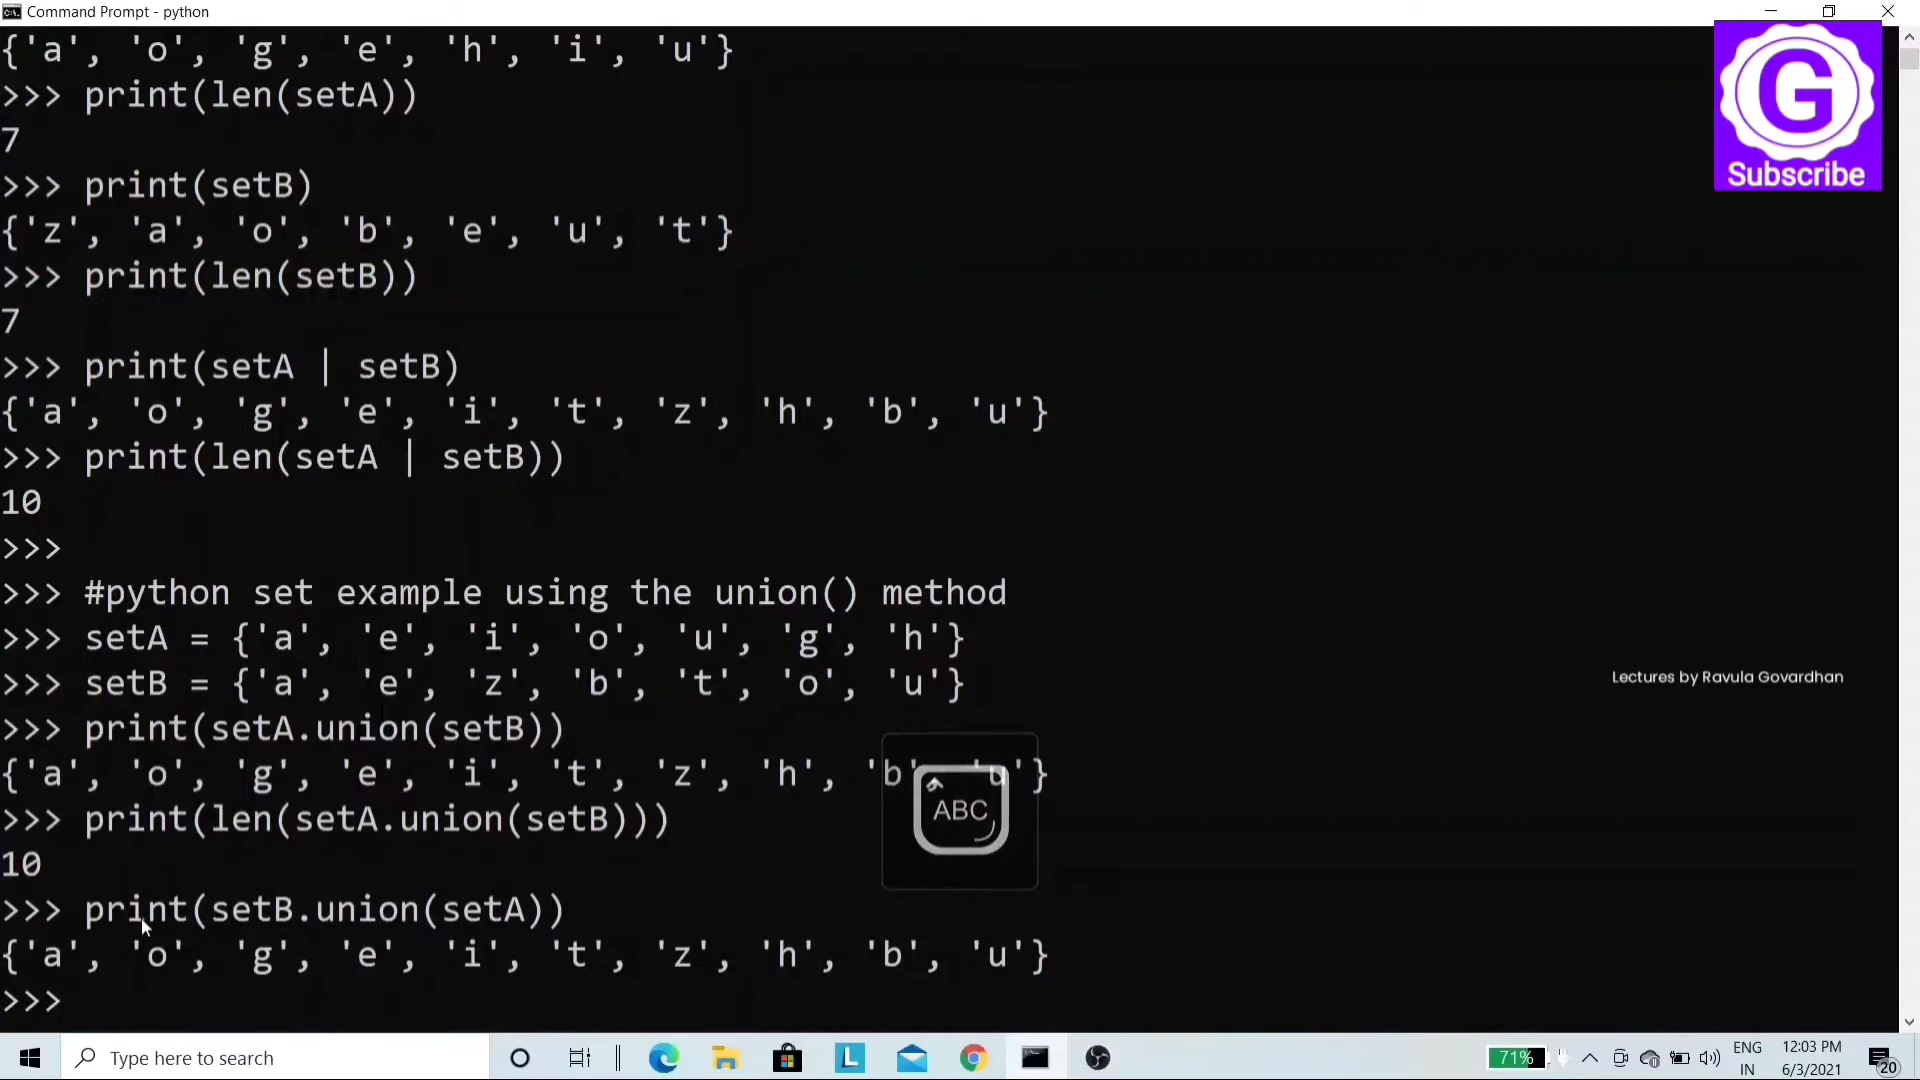 Command Prompt - python
{'a', 'o', 'g', 'e', 'h', 'i', 'u'}
>>> print(len(setA))
7
>>> print(setB)
{'z', 'a', 'o', 'b', 'e', 'u', 't'}
>>> print(len(setB))
7
>>> print(setA | setB)
{'a', 'o', 'g', 'e', 'i', 't', 'z', 'h', 'b', 'u'}
>>> print(len(setA | setB))
10
>>>
>>> #python set example using the union() method
>>> setA = {'a', 'e', 'i', 'o', 'u', 'g', 'h'}
>>> setB = {'a', 'e', 'z', 'b', 't', 'o', 'u'}
>>> print(setA.union(setB))
{'a', 'o', 'g', 'e', 'i', 't', 'z', 'h', 'b', 'u'}
>>> print(len(setA.union(setB)))
10
>>> print(setB.union(setA))
{'a', 'o', 'g', 'e', 'i', 't', 'z', 'h', 'b', 'u'}
>>>
G
Subscribe
Lectures by Ravula Govardhan
ABC
Type here to search
L
71%
ENG
IN
12:03 PM
6/3/2021
20